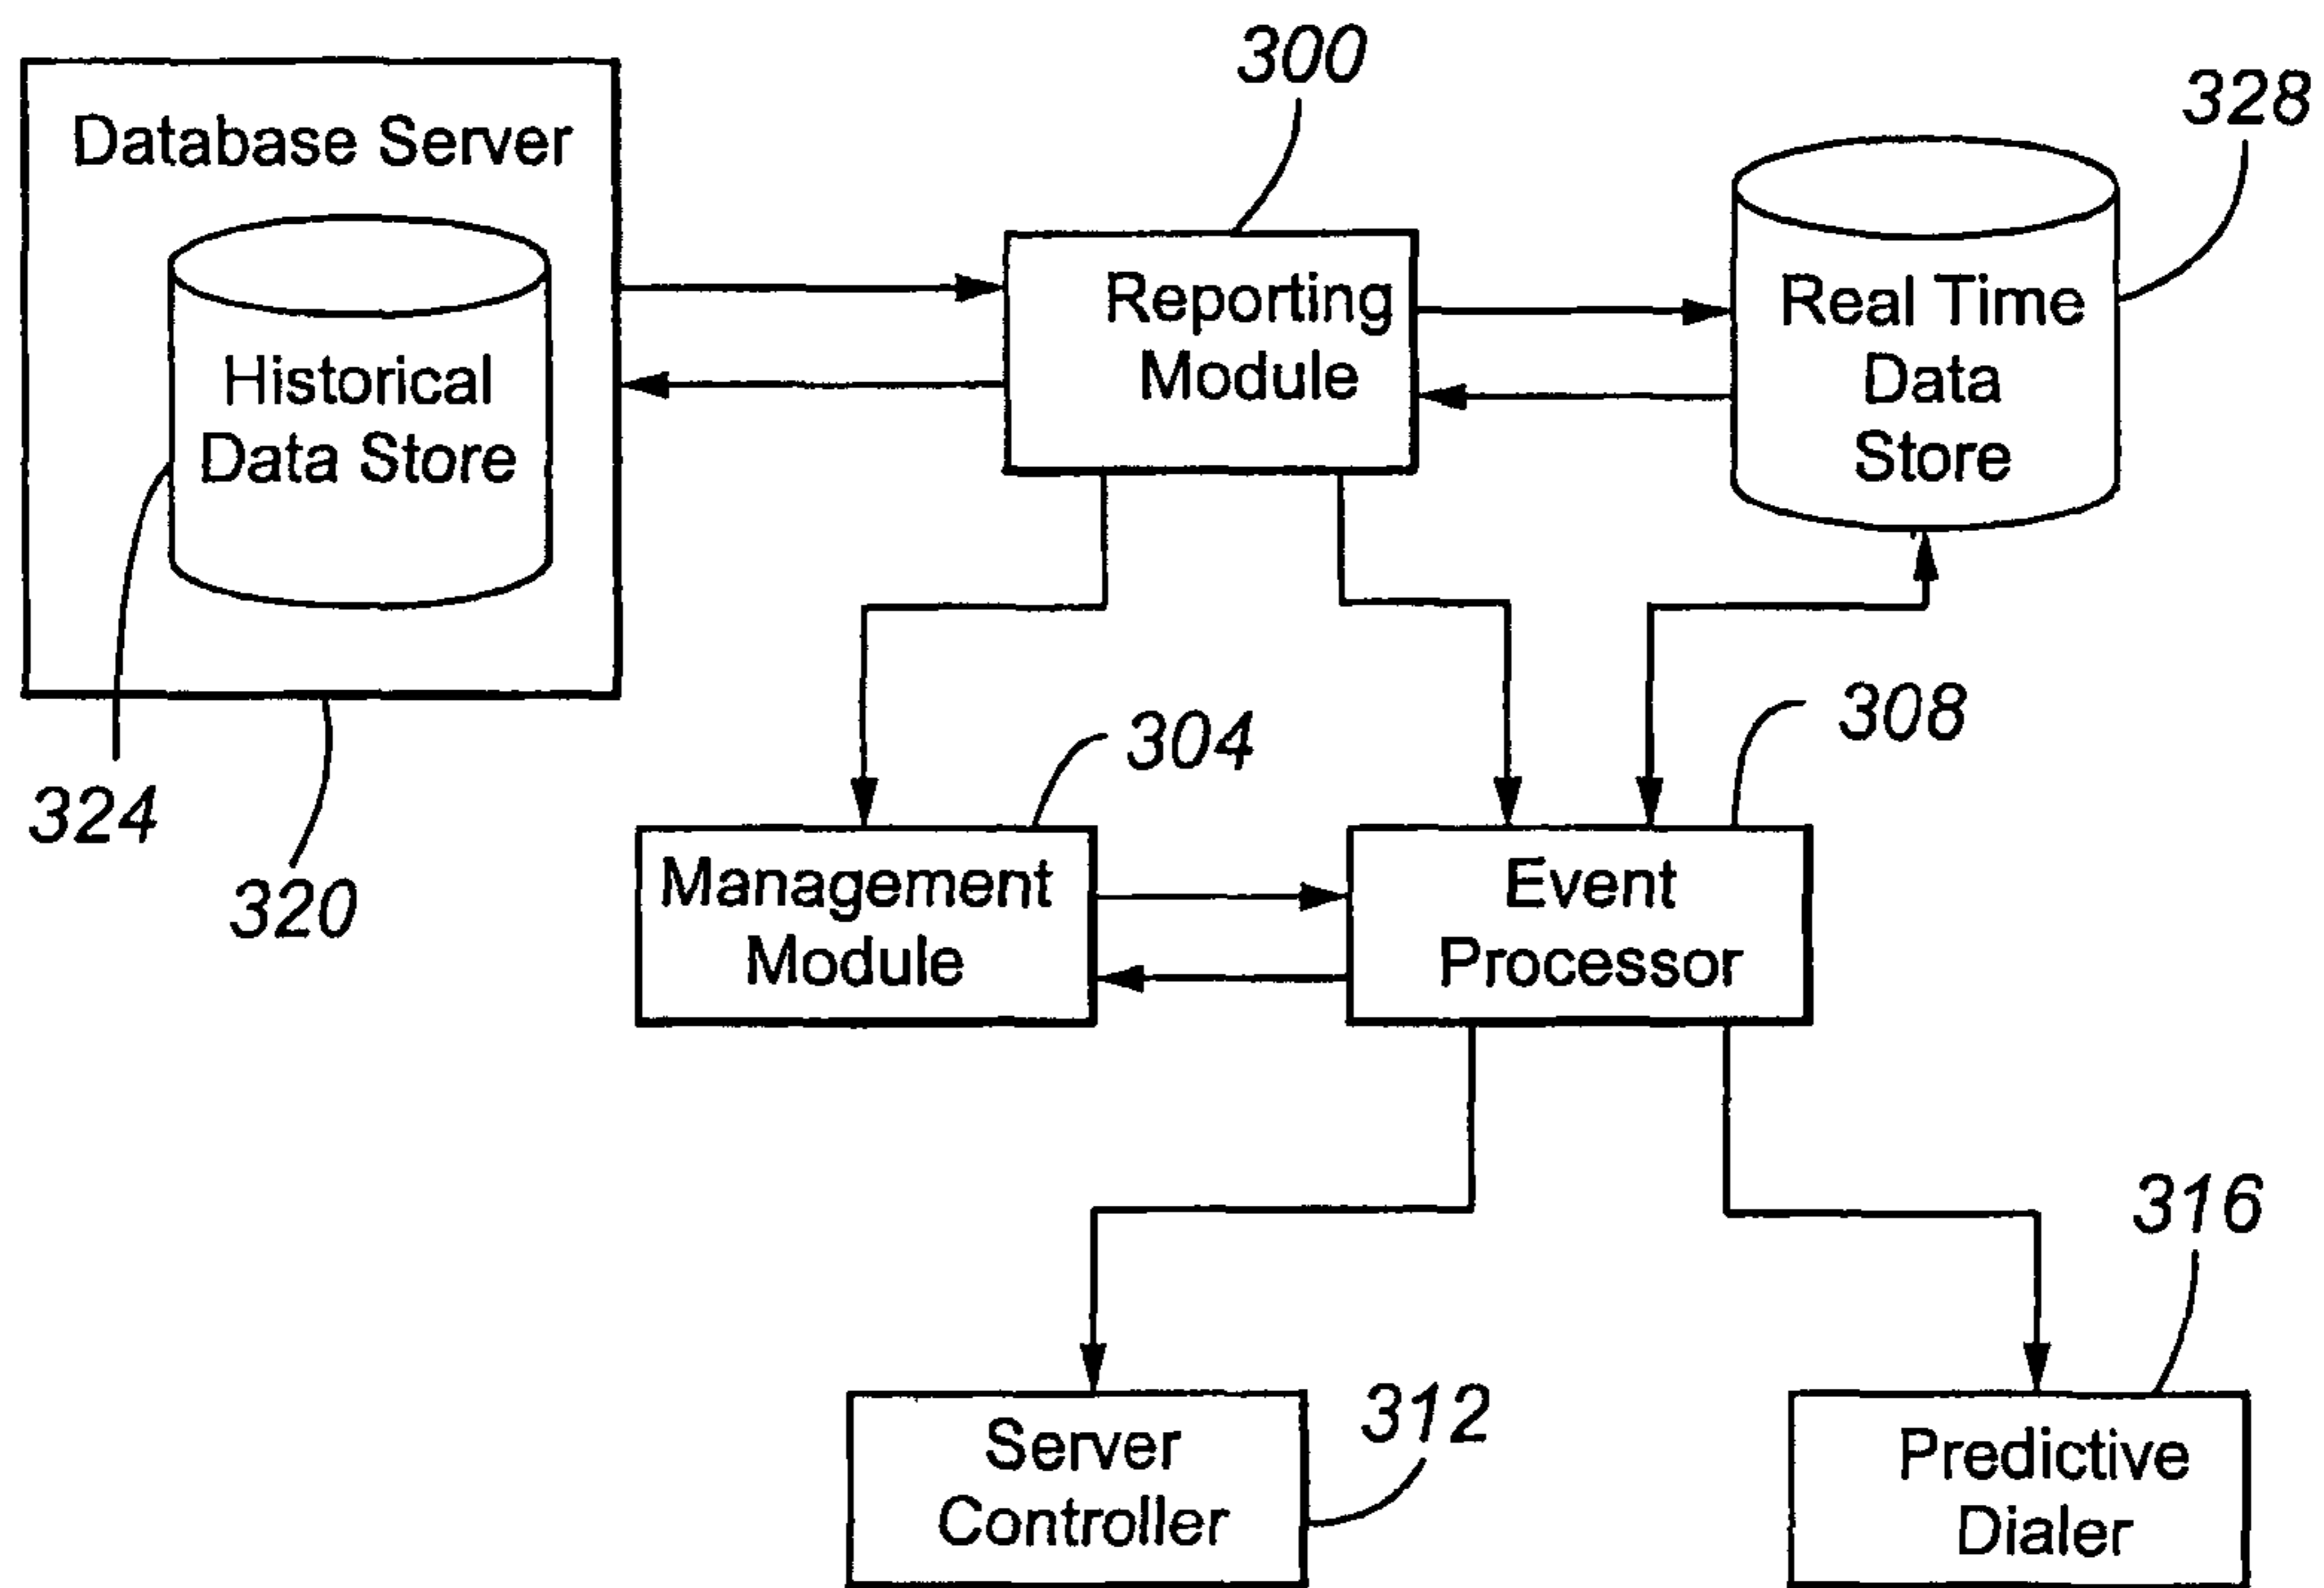 300
328
Database Server
Reporting
Module
Real Time
Data
Store
Historical
Data Store
304
308
324
320
Management
Module
Event
Processor
316
312
Server
Controller
Predictive
Dialer